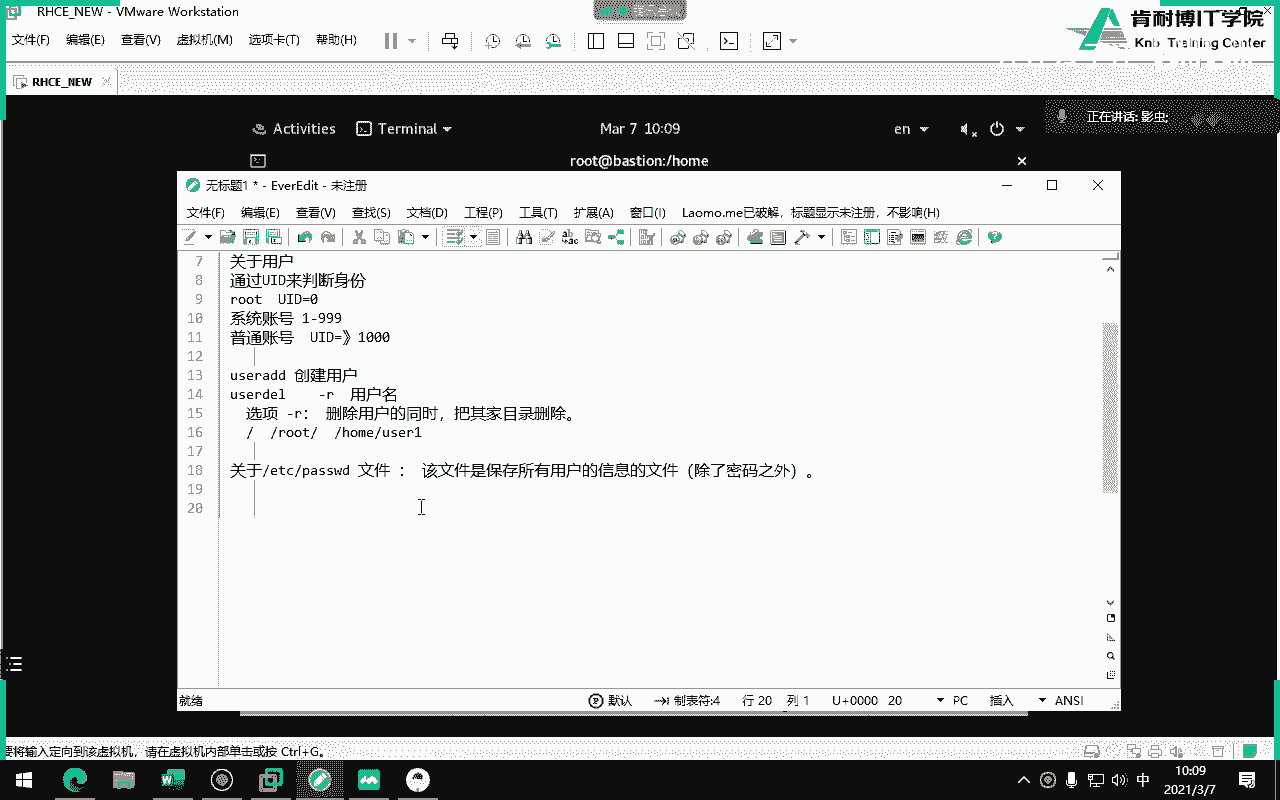 RHCE_NEW - VMware Workstation
文件(F) 编辑(E) 查看(V) 虚拟机(M) 选项卡(T) 帮助(H)
肯耐博IT学院
Knb Training Center
RHCE_NEW
Activities Terminal Mar 7 10:09 en
正在讲话: 影虫;
root@bastion:/home
无标题1 * - EverEdit - 未注册
文件(F) 编辑(E) 查看(V) 查找(S) 文档(D) 工程(P) 工具(T) 扩展(A) 窗口(I) Laomo.me已破解，标题显示未注册，不影响(H)
7 关于用户
8 通过UID来判断身份
9 root UID=0
10 系统账号 1-999
11 普通账号 UID=》1000
12
13 useradd 创建用户
14 userdel -r 用户名
15 选项 -r： 删除用户的同时，把其家目录删除。
16 / /root/ /home/user1
17
18 关于/etc/passwd 文件 ： 该文件是保存所有用户的信息的文件（除了密码之外）。
19
20
就绪 默认 制表符:4 行 20 列 1 U+0000 20 PC 插入 ANSI
要将输入定向到该虚拟机，请在虚拟机内部单击或按 Ctrl+G。
中
10:09
2021/3/7